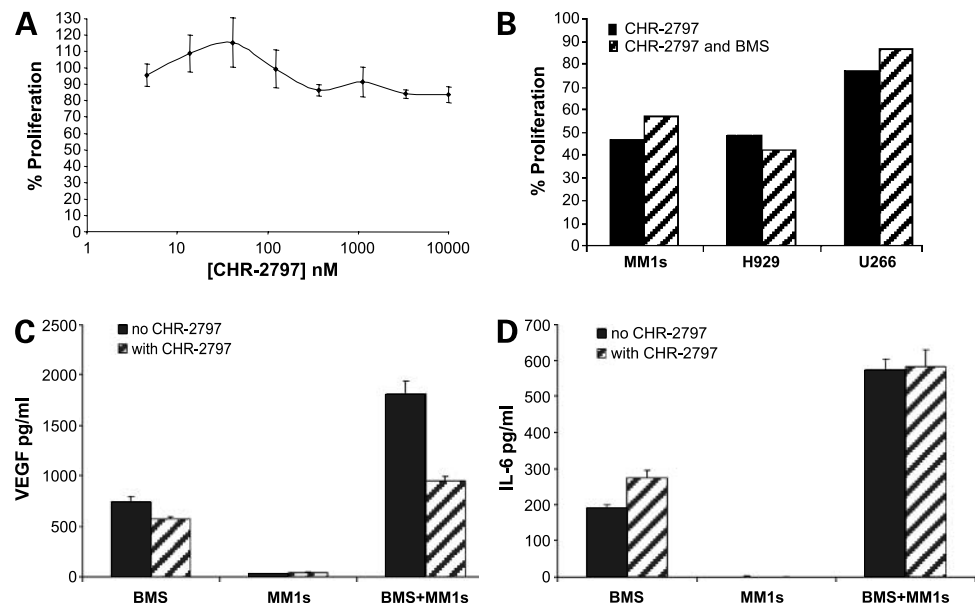 A
% Proliferation
130
120
110
100
90
80
70
60
50
40
30
20
10
0
1 10 100 1000 10000
[CHR-2797] nM
B
CHR-2797
CHR-2797 and BMS
% Proliferation
100
90
80
70
60
50
40
30
20
10
0
MM1s H929 U266
C
no CHR-2797
with CHR-2797
VEGF pg/ml
2500
2000
1500
1000
500
0
BMS MM1s BMS+MM1s
D
no CHR-2797
with CHR-2797
IL-6 pg/ml
700
600
500
400
300
200
100
0
BMS MM1s BMS+MM1s